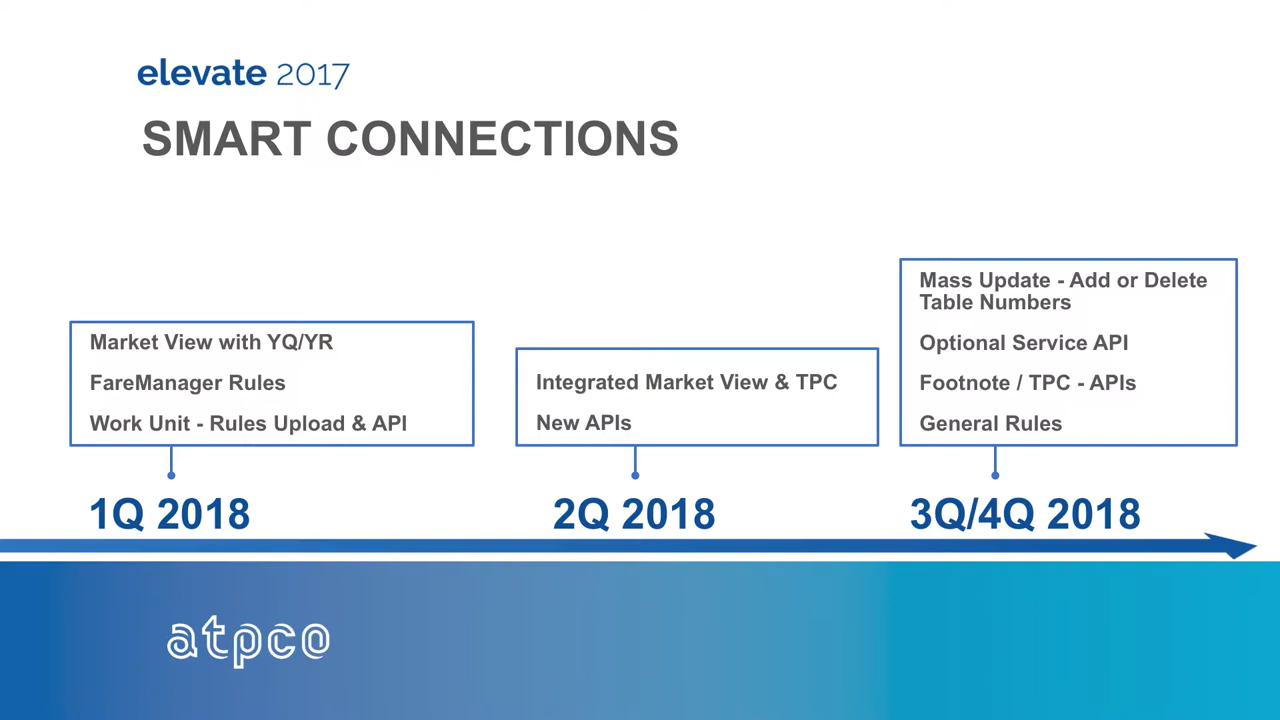 elevate 2017
SMART CONNECTIONS
Market View with YQ/YR
FareManager Rules
Work Unit - Rules Upload & API
1Q 2018
Integrated Market View & TPC
New APIs
2Q 2018
Mass Update - Add or Delete
Table Numbers
Optional Service API
Footnote / TPC - APIs
General Rules
3Q/4Q 2018
atpco